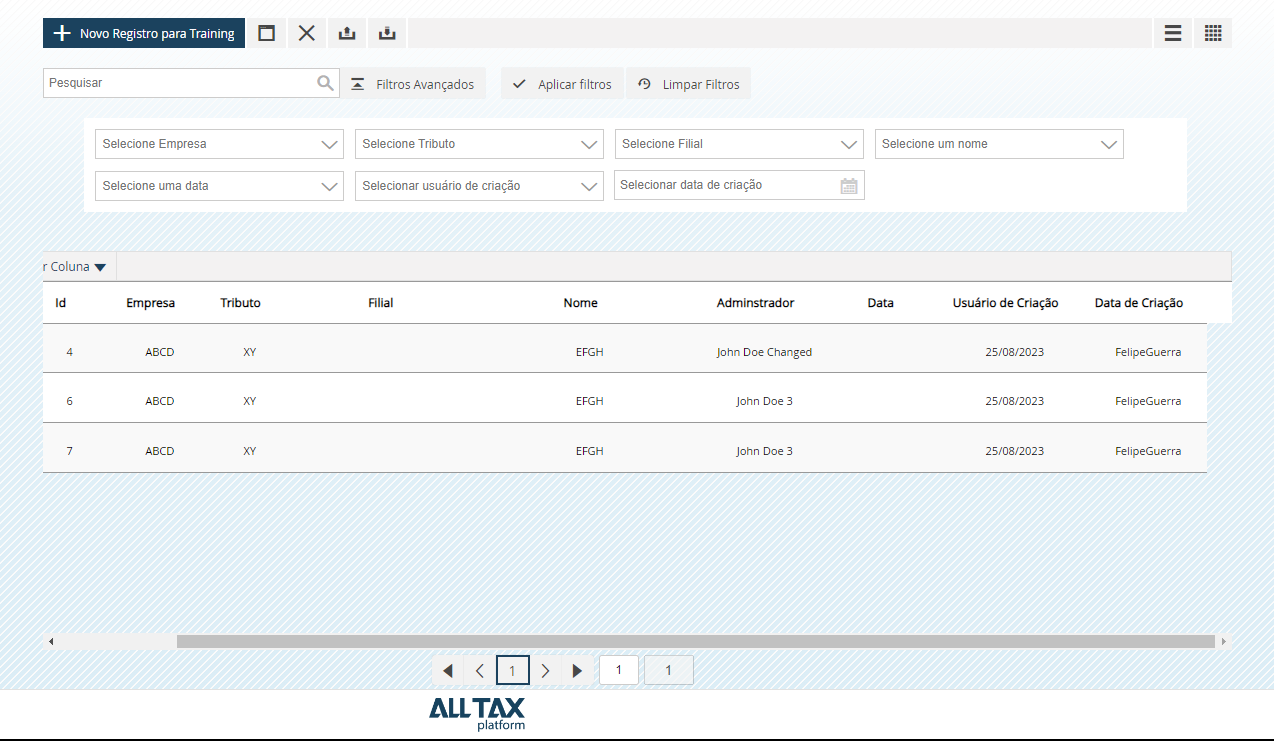 Novo Registro para Training
Pesquisar
Filtros Avançados
Aplicar filtros
Limpar Filtros
Selecione Empresa
Selecione Tributo
Selecione Filial
Selecione um nome
Selecione uma data
Selecionar usuário de criação
Selecionar data de criação
r Coluna
Id Empresa Tributo Filial Nome Adminstrador Data Usuário de Criação Data de Criação
4 ABCD XY EFGH John Doe Changed 25/08/2023 FelipeGuerra
6 ABCD XY EFGH John Doe 3 25/08/2023 FelipeGuerra
7 ABCD XY EFGH John Doe 3 25/08/2023 FelipeGuerra
1 1 1
ALL TAX
platform